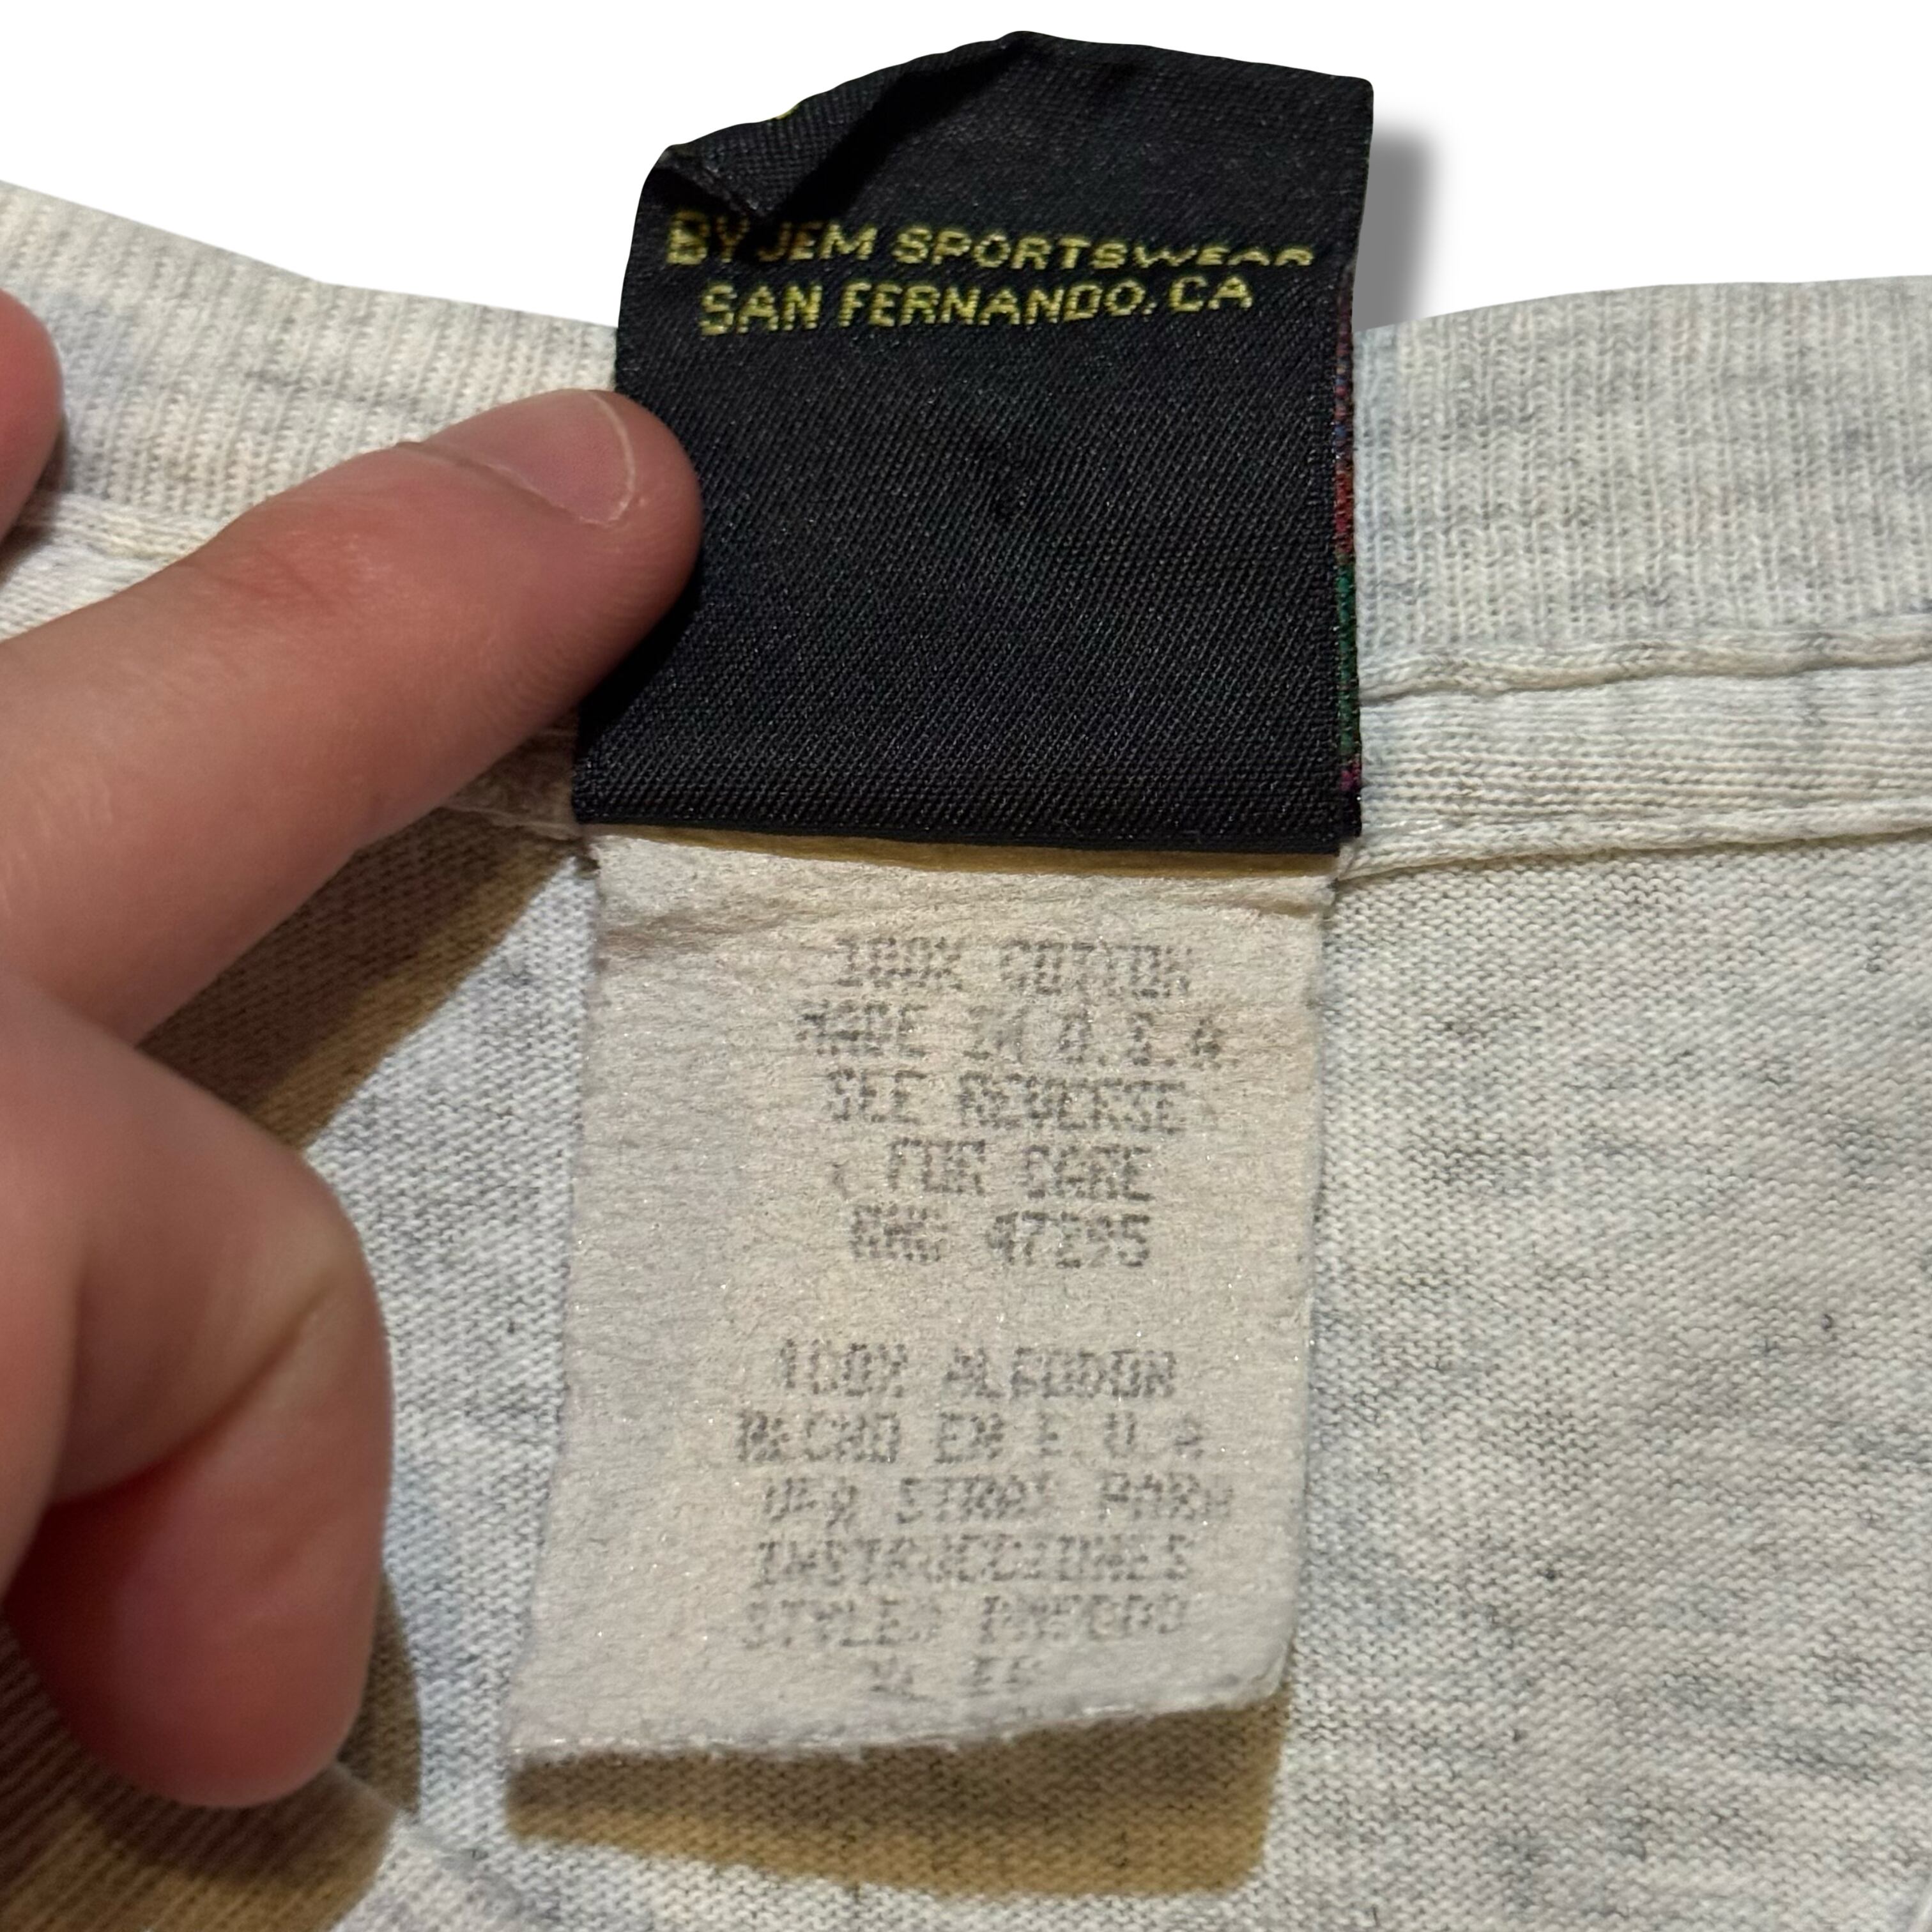 BY JEM SPORTSWEAR
SAN FERNANDO, CA
100% COTTON
MADE IN U.S.A.
SEE REVERSE
FOR CARE
RN# 47295
100% ALGODON
HECHO EN E U A
INSTRUCCIONES